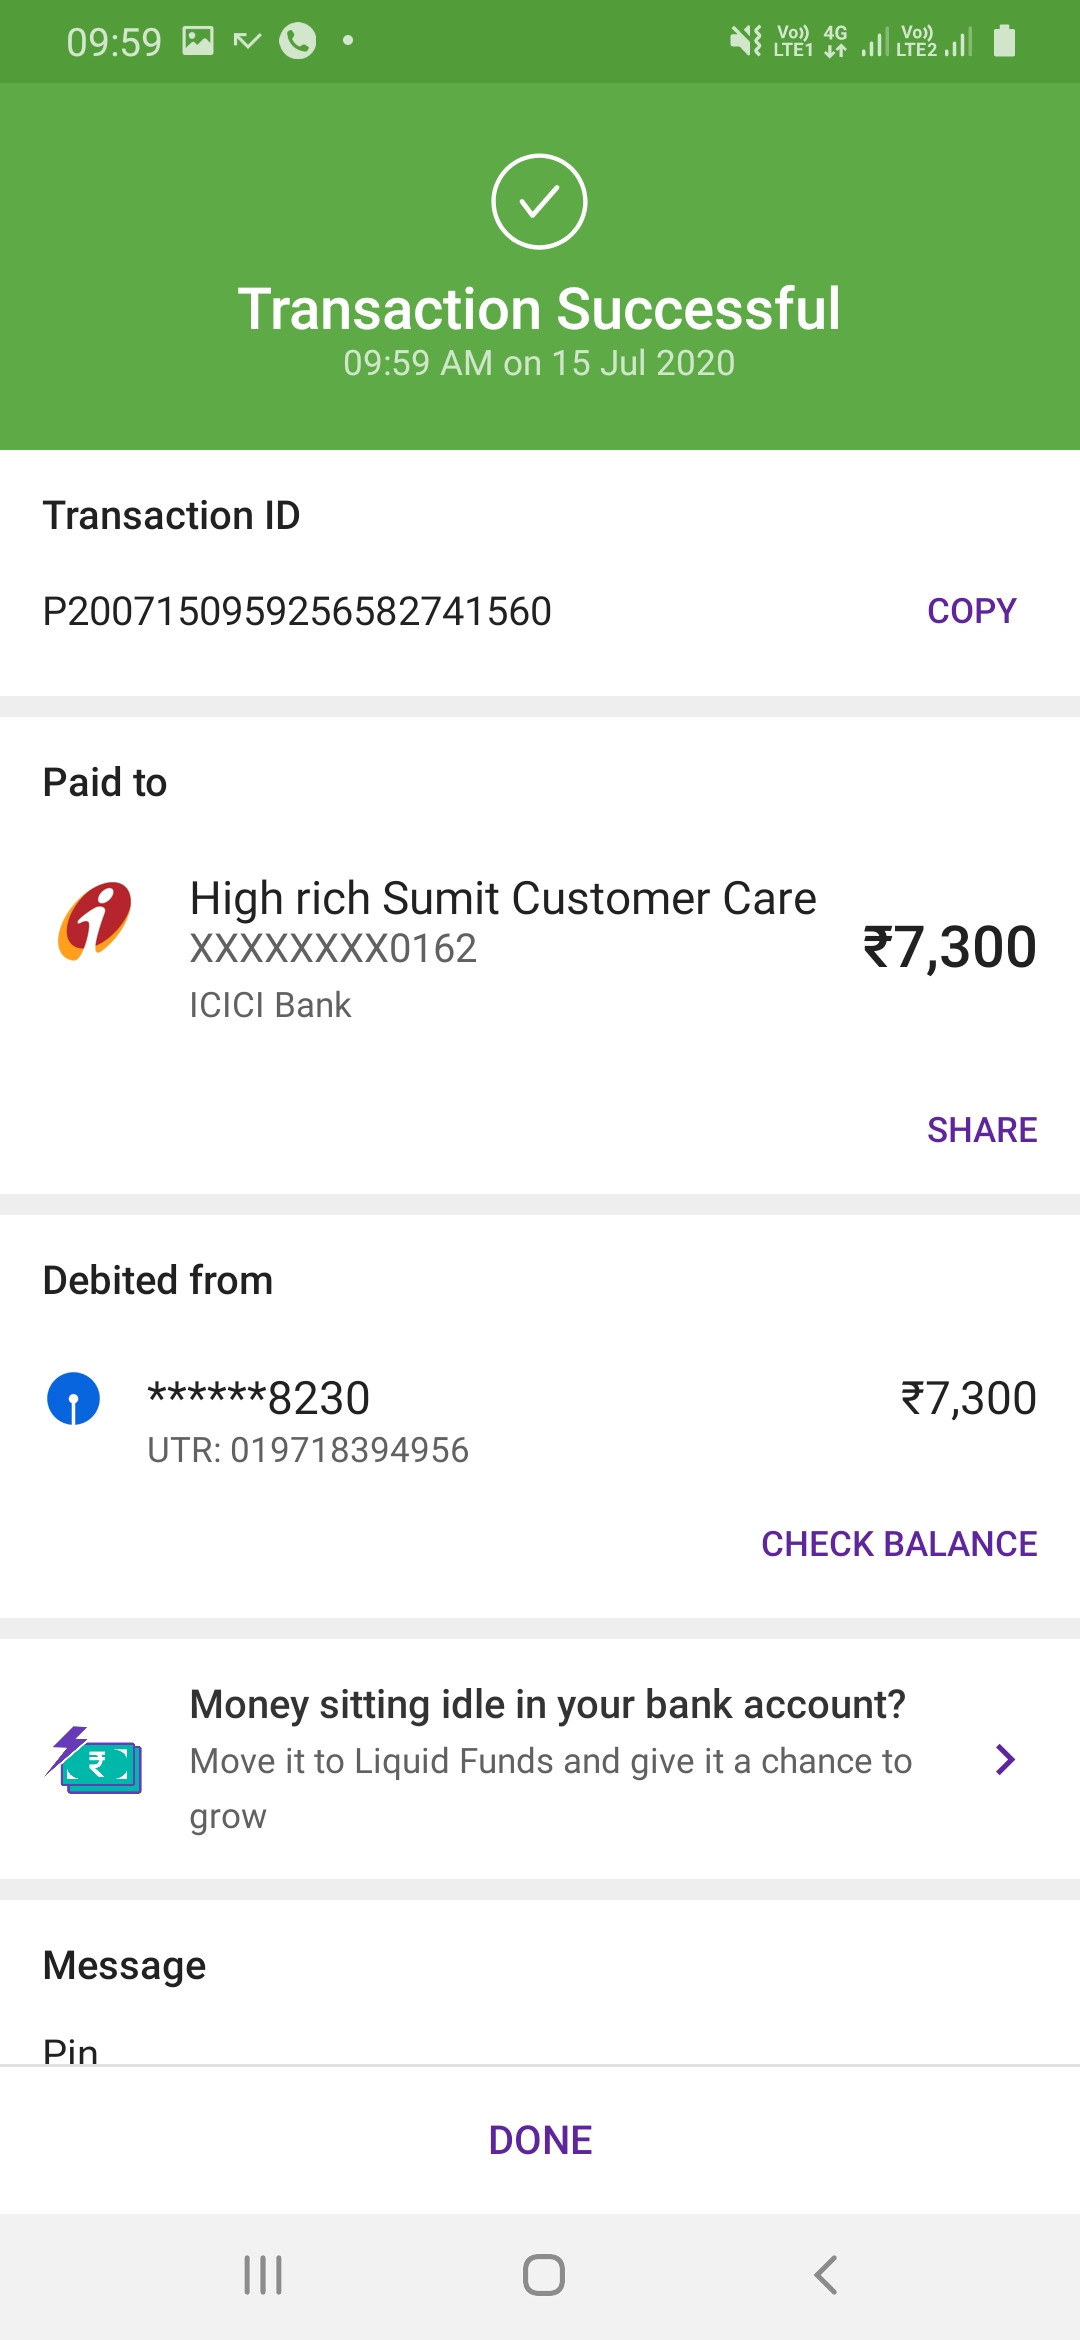 09:59
Vo)) 4G Vo))
LTE1 LTE2
Transaction Successful
09:59 AM on 15 Jul 2020
Transaction ID
P2007150959256582741560 COPY
Paid to
High rich Sumit Customer Care
XXXXXXXX0162 ₹7,300
ICICI Bank
SHARE
Debited from
******8230 ₹7,300
UTR: 019718394956
CHECK BALANCE
Money sitting idle in your bank account?
Move it to Liquid Funds and give it a chance to
grow
Message
Pin
DONE